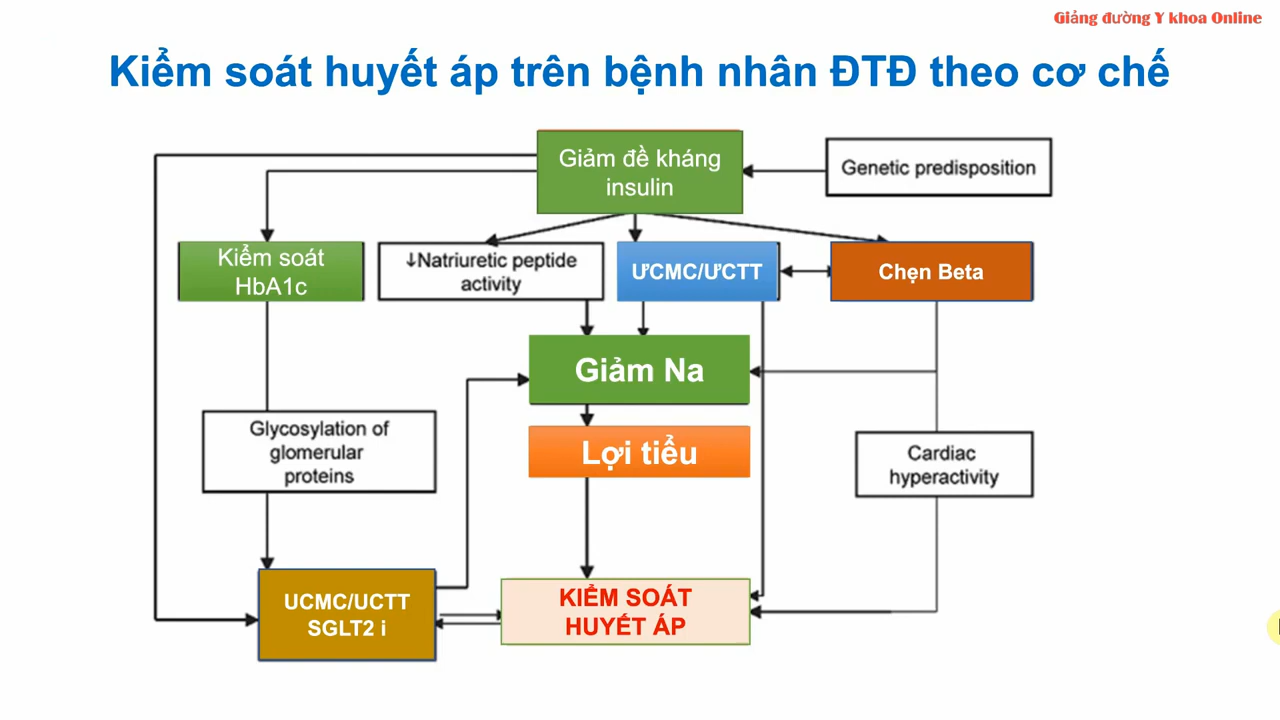 Giảng đường Y khoa Online
Kiểm soát huyết áp trên bệnh nhân ĐTĐ theo cơ chế
Giảm đề kháng
insulin
Genetic predisposition
Kiểm soát
HbA1c
↓Natriuretic peptide
activity
ƯCMC/ƯCTT
Chẹn Beta
Giảm Na
Glycosylation of
glomerular
proteins
Lợi tiểu
Cardiac
hyperactivity
UCMC/UCTT
SGLT2 i
KIỂM SOÁT
HUYẾT ÁP